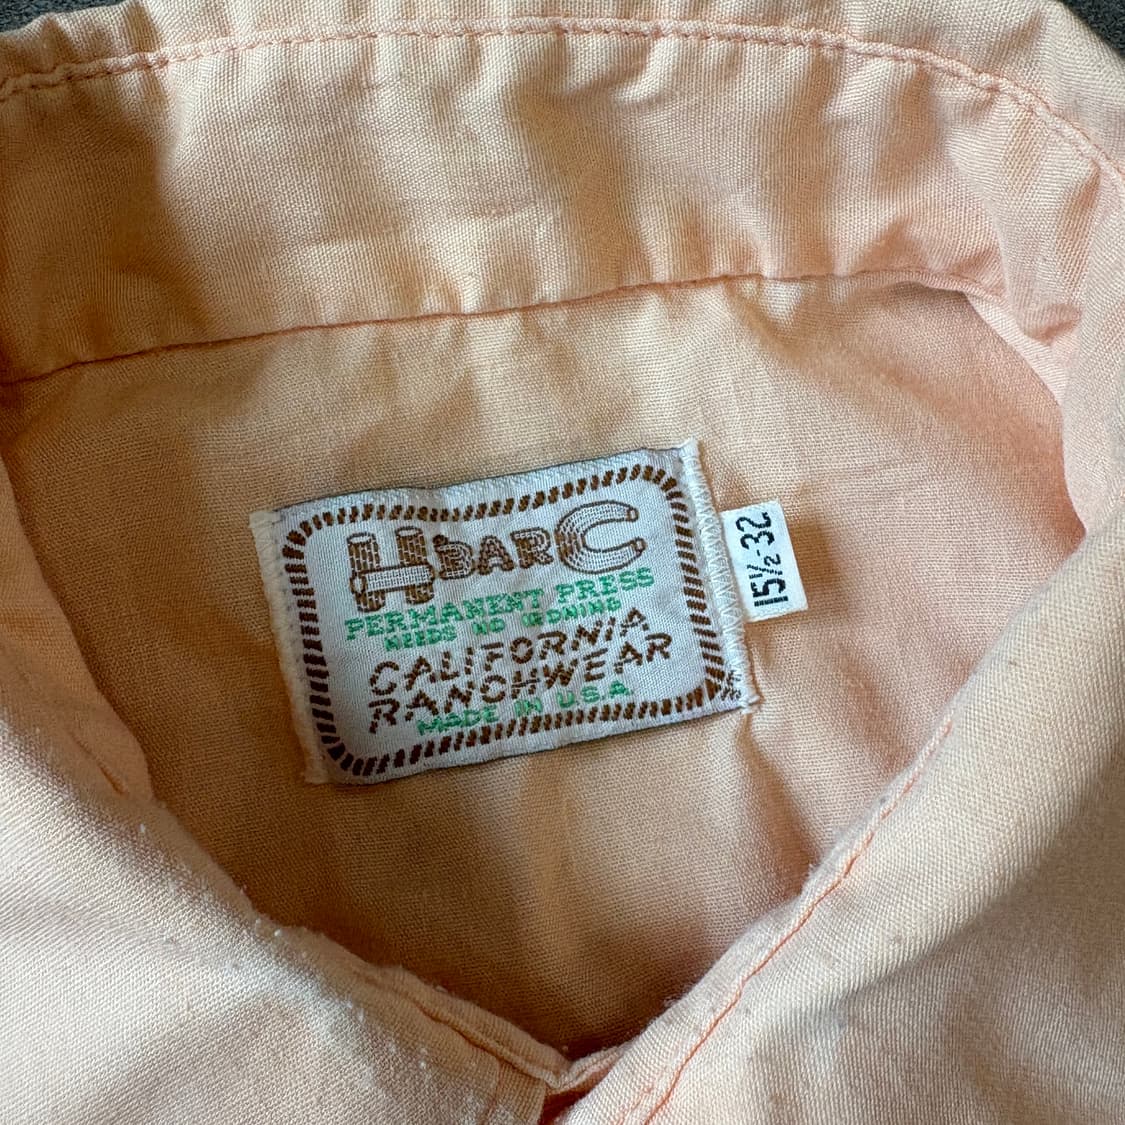 H BAR C
PERMANENT PRESS
NEEDS NO IRONING
CALIFORNIA
RANCHWEAR
MADE IN U.S.A.
15½-32